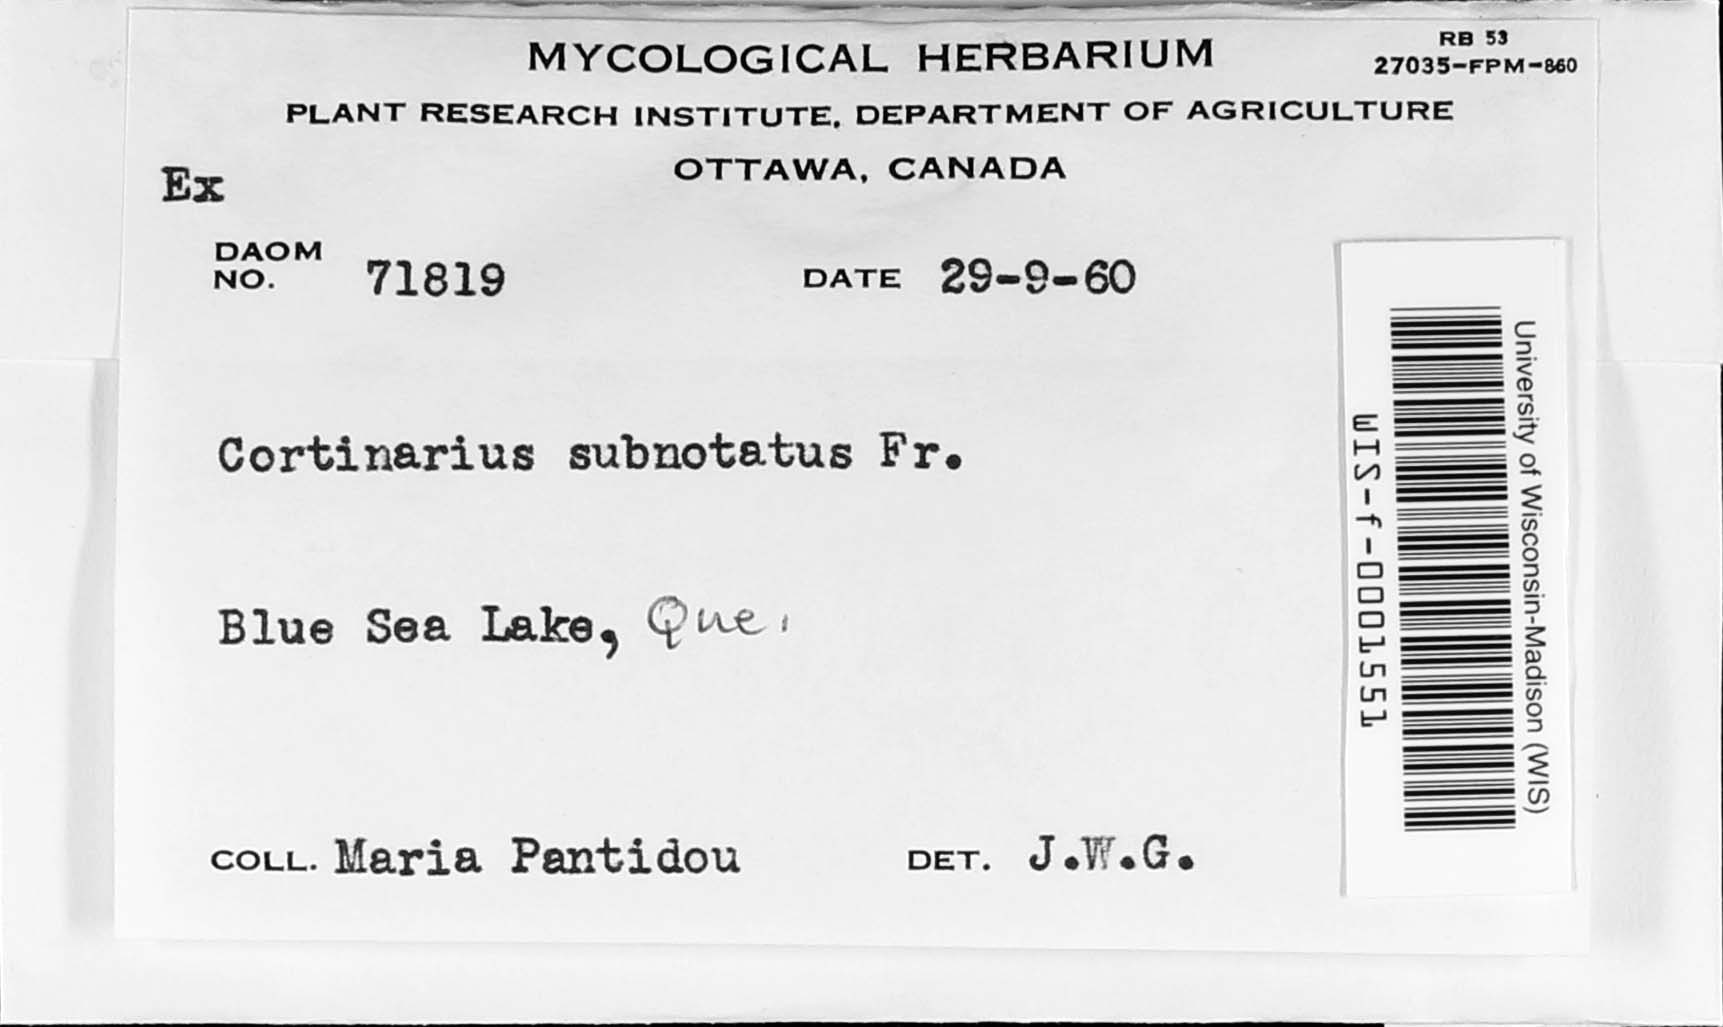 MYCOLOGICAL HERBARIUM
RB 53
27035-FPM-860
PLANT RESEARCH INSTITUTE, DEPARTMENT OF AGRICULTURE
OTTAWA, CANADA
Ex
DAOM
NO. 71819
DATE 29-9-60
Cortinarius subnotatus Fr.
Blue Sea Lake, Que.
COLL. Maria Pantidou
DET. J.W.G.
WIS-f-0001551
University of Wisconsin-Madison (WIS)